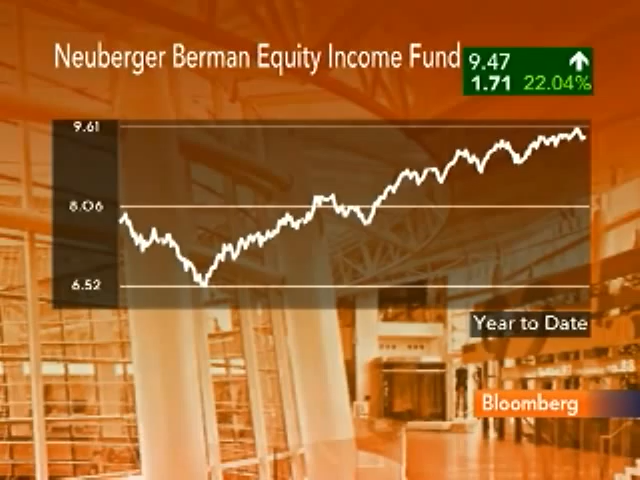 Neuberger Berman Equity Income Fund
9.47
1.71 22.04%
9.61
8.06
6.52
Year to Date
Bloomberg